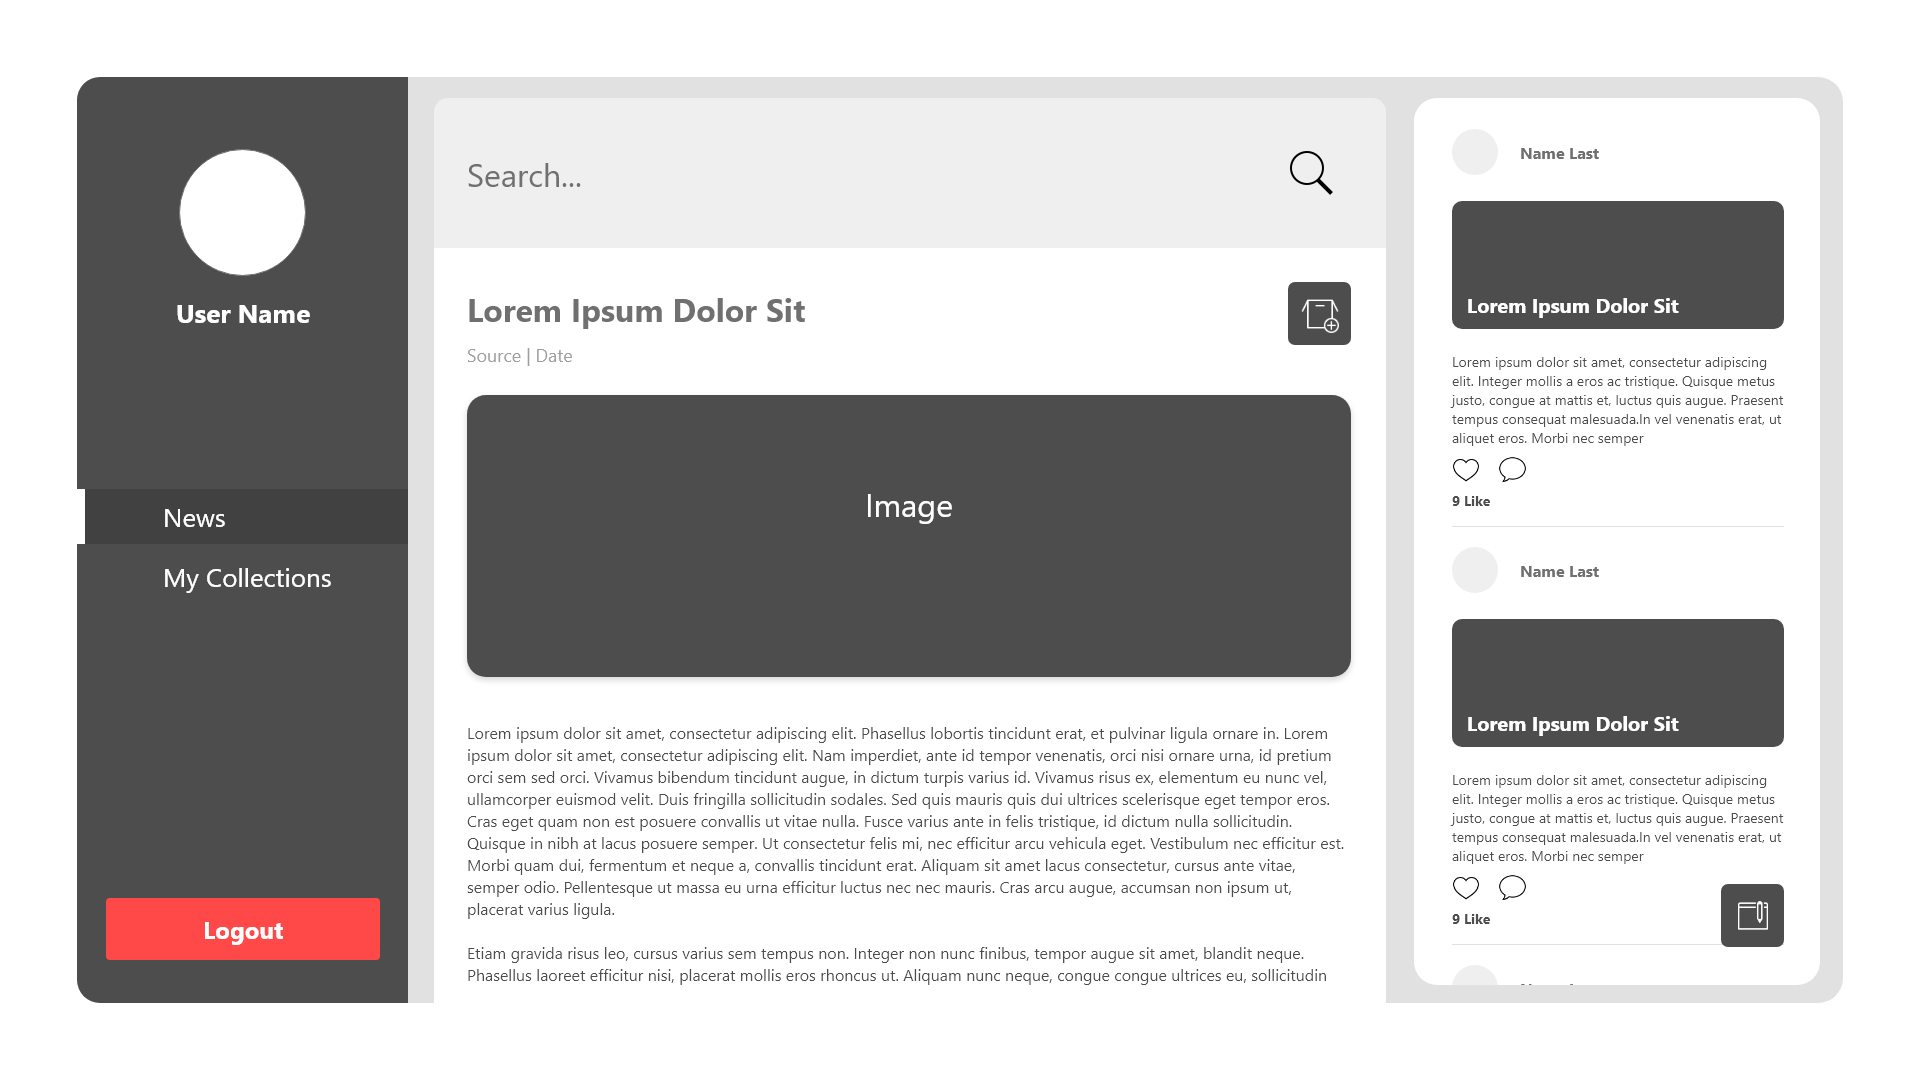 User Name
News
My Collections
Logout
Search...
Lorem Ipsum Dolor Sit
Source | Date
Image
Lorem ipsum dolor sit amet, consectetur adipiscing elit. Phasellus lobortis tincidunt erat, et pulvinar ligula ornare in. Lorem
ipsum dolor sit amet, consectetur adipiscing elit. Nam imperdiet, ante id tempor venenatis, orci nisi ornare urna, id pretium
orci sem sed orci. Vivamus bibendum tincidunt augue, in dictum turpis varius id. Vivamus risus ex, elementum eu nunc vel,
ullamcorper euismod velit. Duis fringilla sollicitudin sodales. Sed quis mauris quis dui ultrices scelerisque eget tempor eros.
Cras eget quam non est posuere convallis ut vitae nulla. Fusce varius ante in felis tristique, id dictum nulla sollicitudin.
Quisque in nibh at lacus posuere semper. Ut consectetur felis mi, nec efficitur arcu vehicula eget. Vestibulum nec efficitur est.
Morbi quam dui, fermentum et neque a, convallis tincidunt erat. Aliquam sit amet lacus consectetur, cursus ante vitae,
semper odio. Pellentesque ut massa eu urna efficitur luctus nec nec mauris. Cras arcu augue, accumsan non ipsum ut,
placerat varius ligula.
Etiam gravida risus leo, cursus varius sem tempus non. Integer non nunc finibus, tempor augue sit amet, blandit neque.
Phasellus laoreet efficitur nisi, placerat mollis eros rhoncus ut. Aliquam nunc neque, congue congue ultrices eu, sollicitudin
Name Last
Lorem Ipsum Dolor Sit
Lorem ipsum dolor sit amet, consectetur adipiscing
elit. Integer mollis a eros ac tristique. Quisque metus
justo, congue at mattis et, luctus quis augue. Praesent
tempus consequat malesuada.In vel venenatis erat, ut
aliquet eros. Morbi nec semper
9 Like
Name Last
Lorem Ipsum Dolor Sit
Lorem ipsum dolor sit amet, consectetur adipiscing
elit. Integer mollis a eros ac tristique. Quisque metus
justo, congue at mattis et, luctus quis augue. Praesent
tempus consequat malesuada.In vel venenatis erat, ut
aliquet eros. Morbi nec semper
9 Like